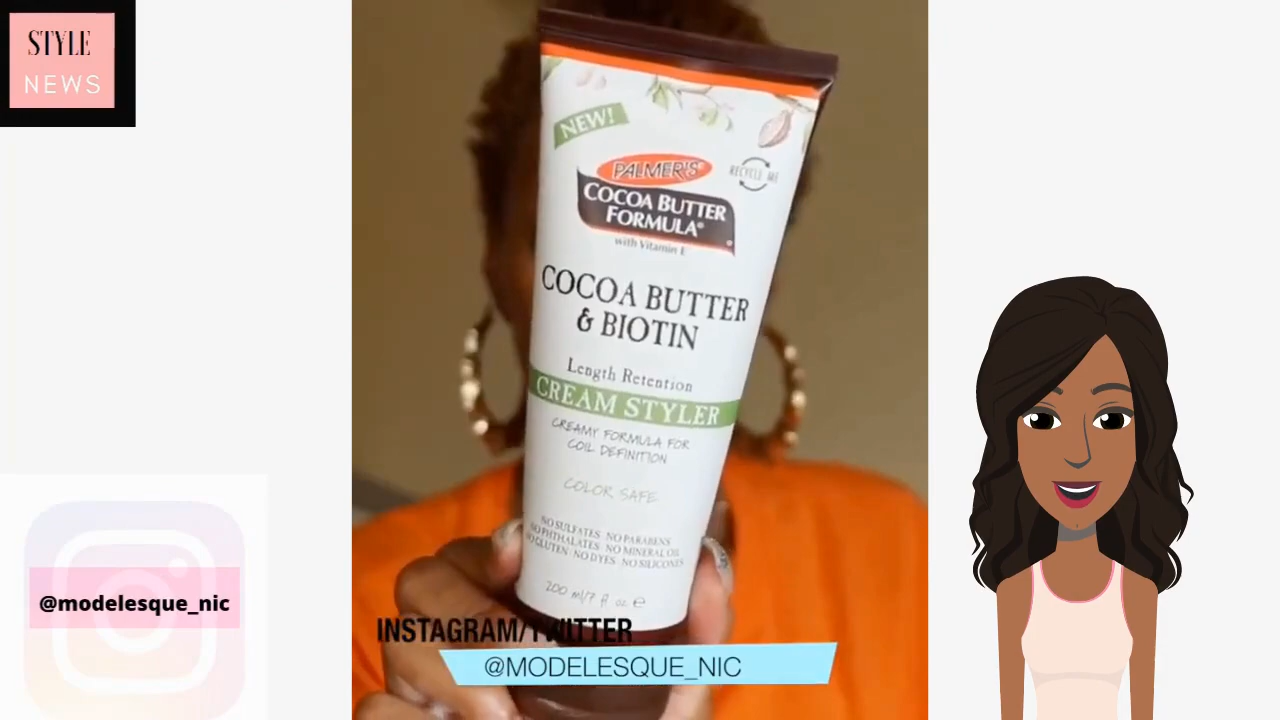 STYLE
NEWS
NEW!
PALMER'S
RECYCLE ME
COCOA BUTTER
FORMULA®
with Vitamin E
COCOA BUTTER
& BIOTIN
Length Retention
CREAM STYLER
CREAMY FORMULA FOR
COIL DEFINITION
COLOR SAFE
NO SULFATES NO PARABENS
NO PHTHALATES NO MINERAL OIL
NO GLUTEN NO DYES NO SILICONES
200 ml/7 fl. oz. e
@modelesque_nic
INSTAGRAM/TWITTER
@MODELESQUE_NIC